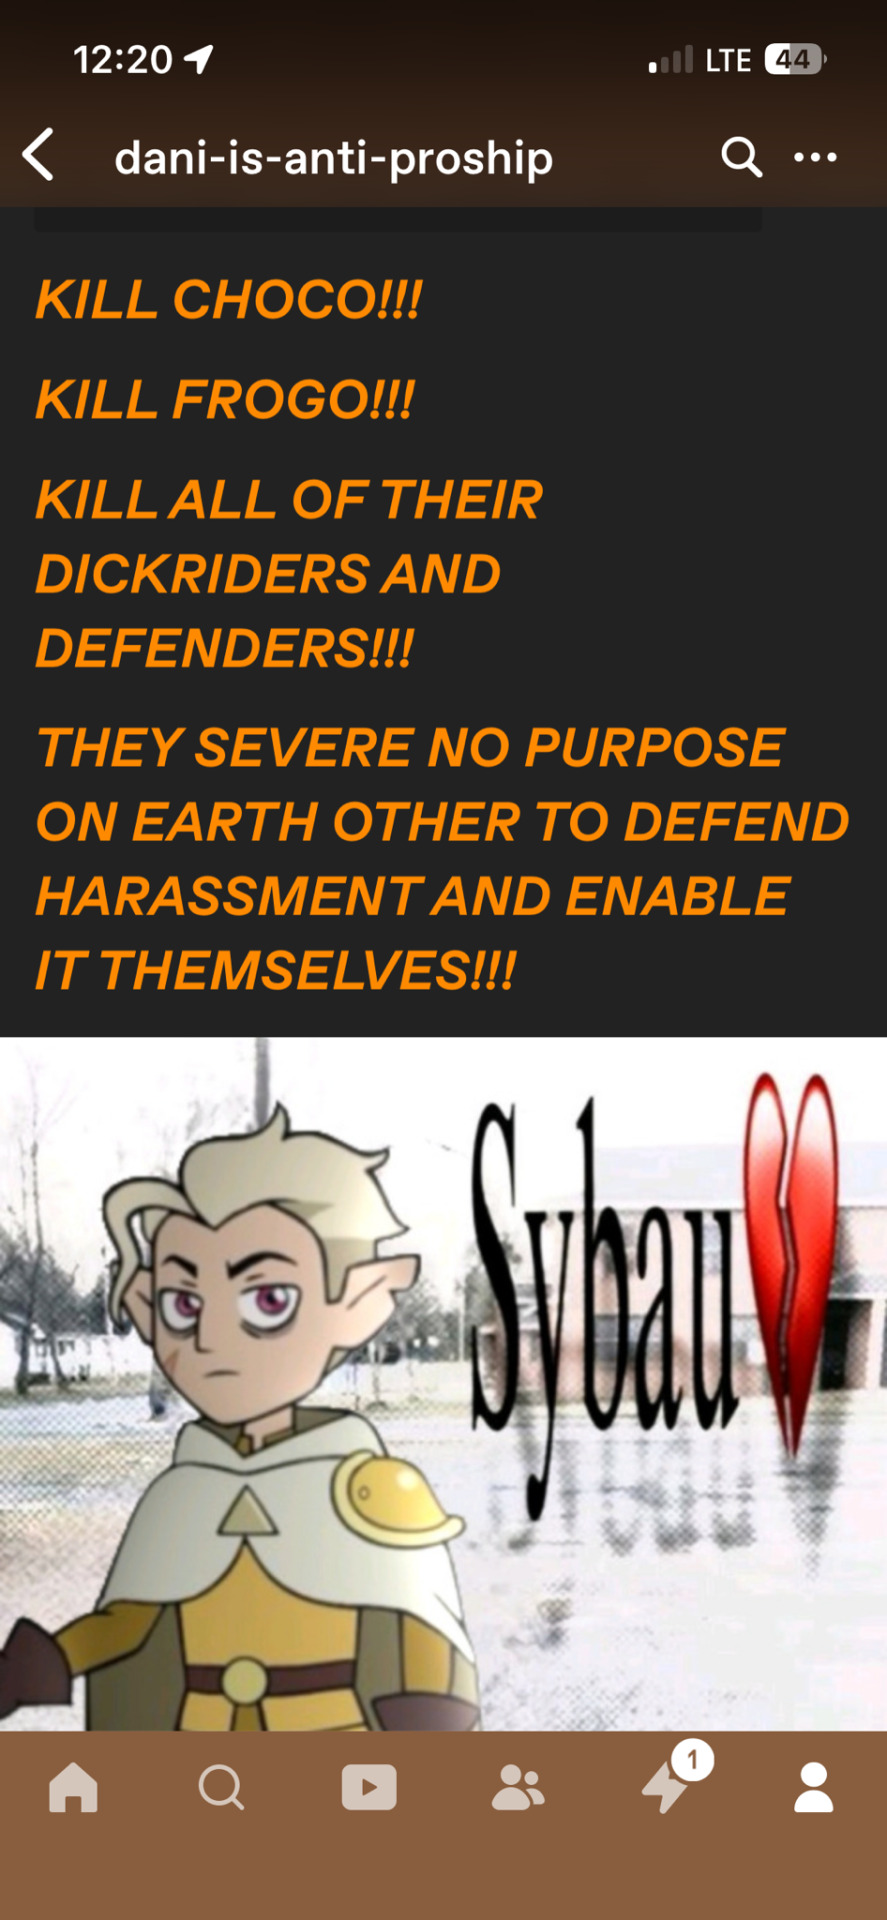 12:20
LTE
44
dani-is-anti-proship
KILL CHOCO!!!
KILL FROGO!!!
KILL ALL OF THEIR
DICKRIDERS AND
DEFENDERS!!!
THEY SEVERE NO PURPOSE
ON EARTH OTHER TO DEFEND
HARASSMENT AND ENABLE
IT THEMSELVES!!!
Sybau
1